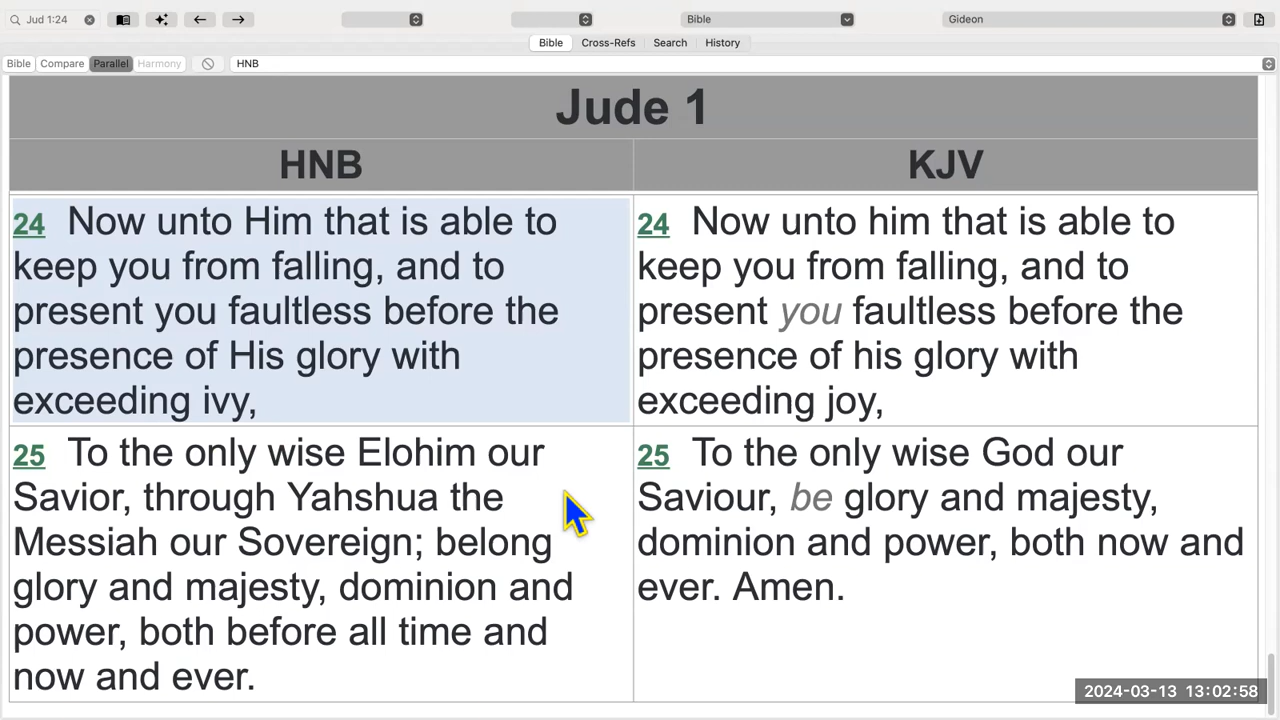 Jud 1:24
Bible
Gideon
Bible Cross-Refs Search History
Bible Compare Parallel Harmony HNB
Jude 1
HNB
KJV
24 Now unto Him that is able to
keep you from falling, and to
present you faultless before the
presence of His glory with
exceeding ivy,
24 Now unto him that is able to
keep you from falling, and to
present you faultless before the
presence of his glory with
exceeding joy,
25 To the only wise Elohim our
Savior, through Yahshua the
Messiah our Sovereign; belong
glory and majesty, dominion and
power, both before all time and
now and ever.
25 To the only wise God our
Saviour, be glory and majesty,
dominion and power, both now and
ever. Amen.
2024-03-13 13:02:58